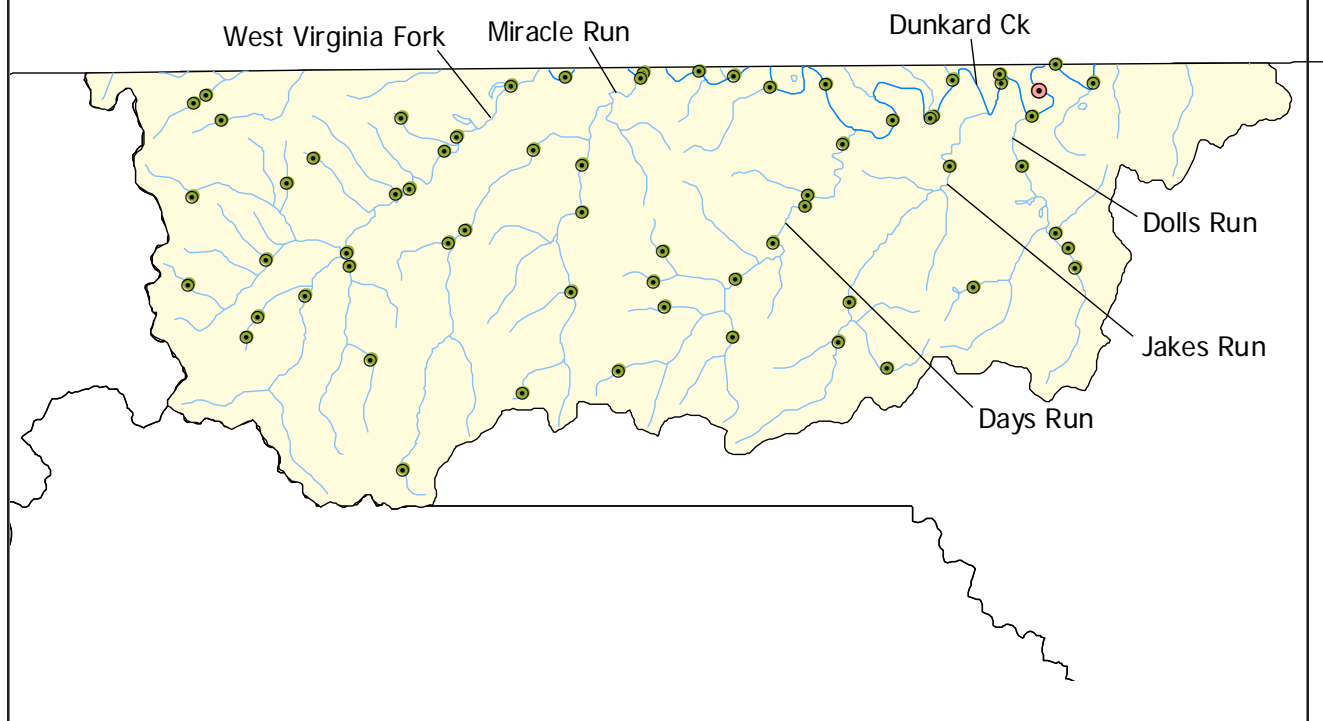 Dunkard Ck
West Virginia Fork
Miracle Run
Dolls Run
Jakes Run
Days Run